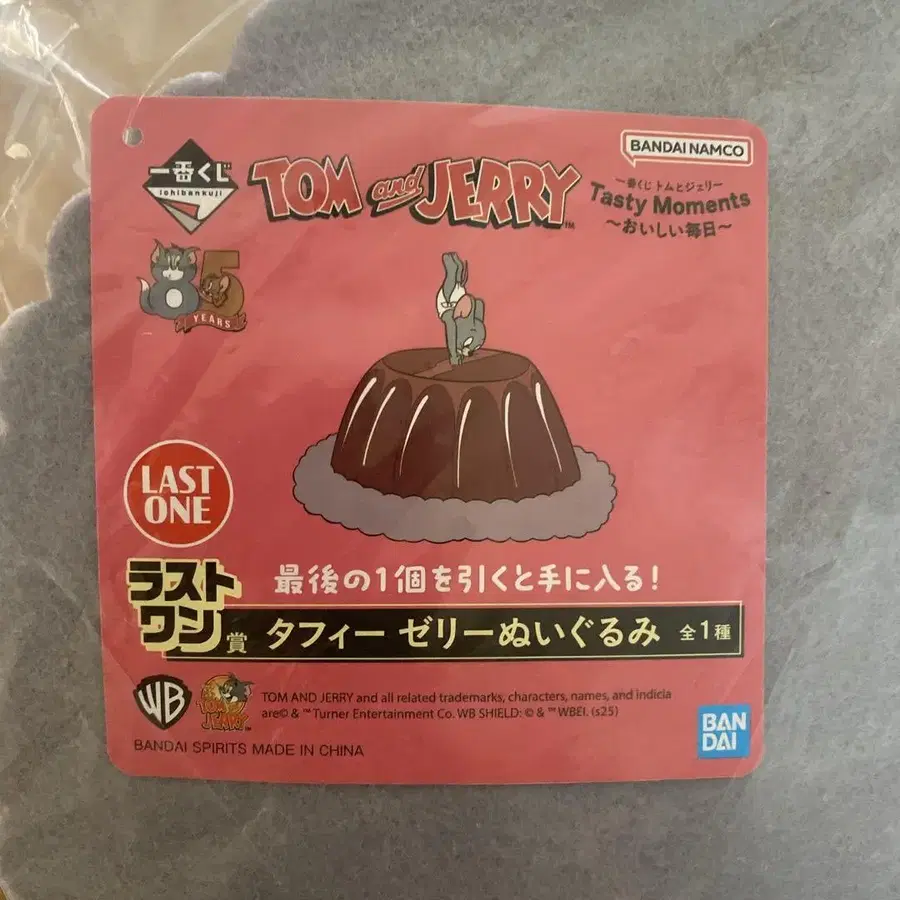 一番くじ
ichibankuji
TOM and JERRY™
BANDAI NAMCO
一番くじ トムとジェリー
Tasty Moments
～おいしい毎日～
85
YEARS
LAST
ONE
最後の1個を引くと手に入る!
ラスト
ワン賞
タフィー ゼリーぬいぐるみ 全1種
WB
TOM and JERRY
TOM AND JERRY and all related trademarks, characters, names, and indicia
are© & ™ Turner Entertainment Co. WB SHIELD: © & ™ WBEI. (s25)
BANDAI SPIRITS MADE IN CHINA
BAN
DAI